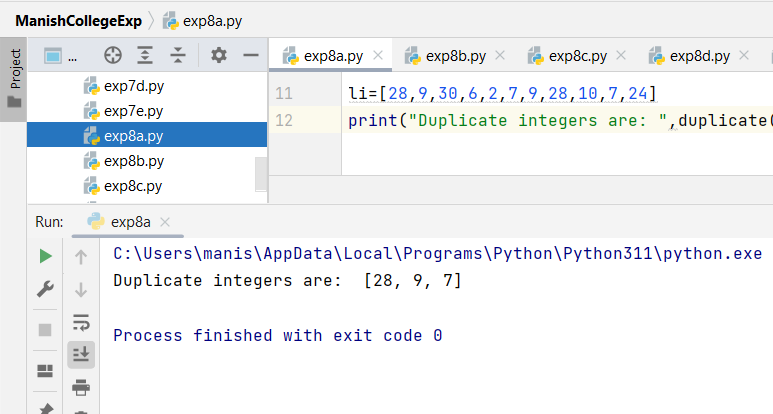 ManishCollegeExp exp8a.py
Project
...
exp7d.py
exp7e.py
exp8a.py
exp8b.py
exp8c.py
exp8a.py exp8b.py exp8c.py exp8d.py
11 li=[28,9,30,6,2,7,9,28,10,7,24]
12 print("Duplicate integers are: ",duplicate(
Run: exp8a
C:\Users\manis\AppData\Local\Programs\Python\Python311\python.exe
Duplicate integers are:  [28, 9, 7]
Process finished with exit code 0